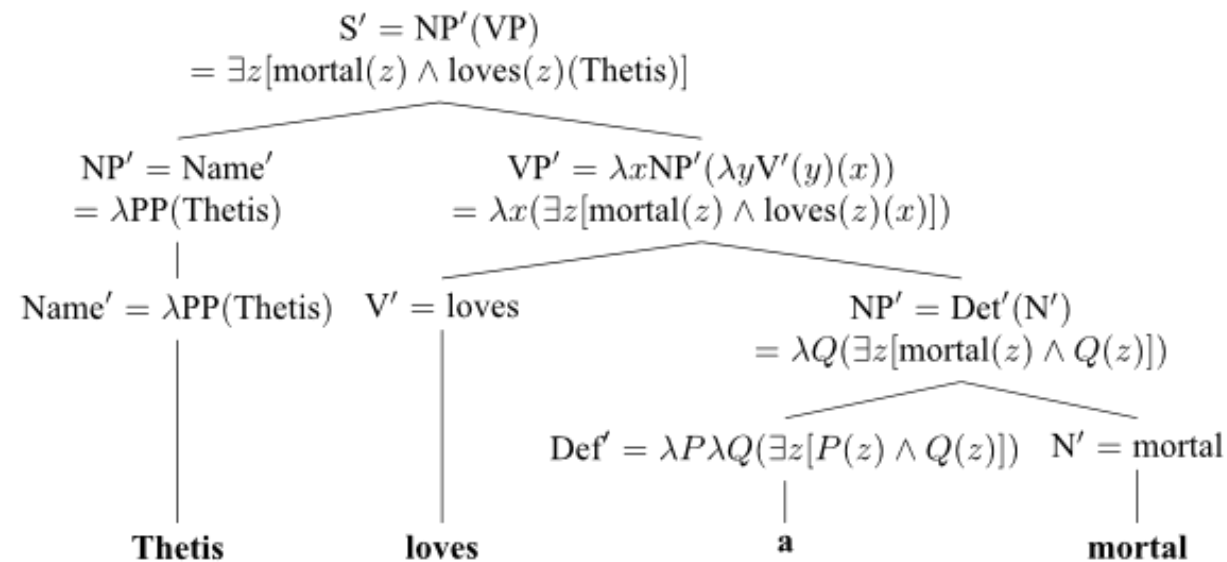 S′ = NP′(VP)
= ∃z[mortal(z) ∧ loves(z)(Thetis)]
NP′ = Name′
= λPP(Thetis)
VP′ = λxNP′(λyV′(y)(x))
= λx(∃z[mortal(z) ∧ loves(z)(x)])
Name′ = λPP(Thetis)
V′ = loves
NP′ = Det′(N′)
= λQ(∃z[mortal(z) ∧ Q(z)])
Def′ = λPλQ(∃z[P(z) ∧ Q(z)])
N′ = mortal
Thetis
loves
a
mortal